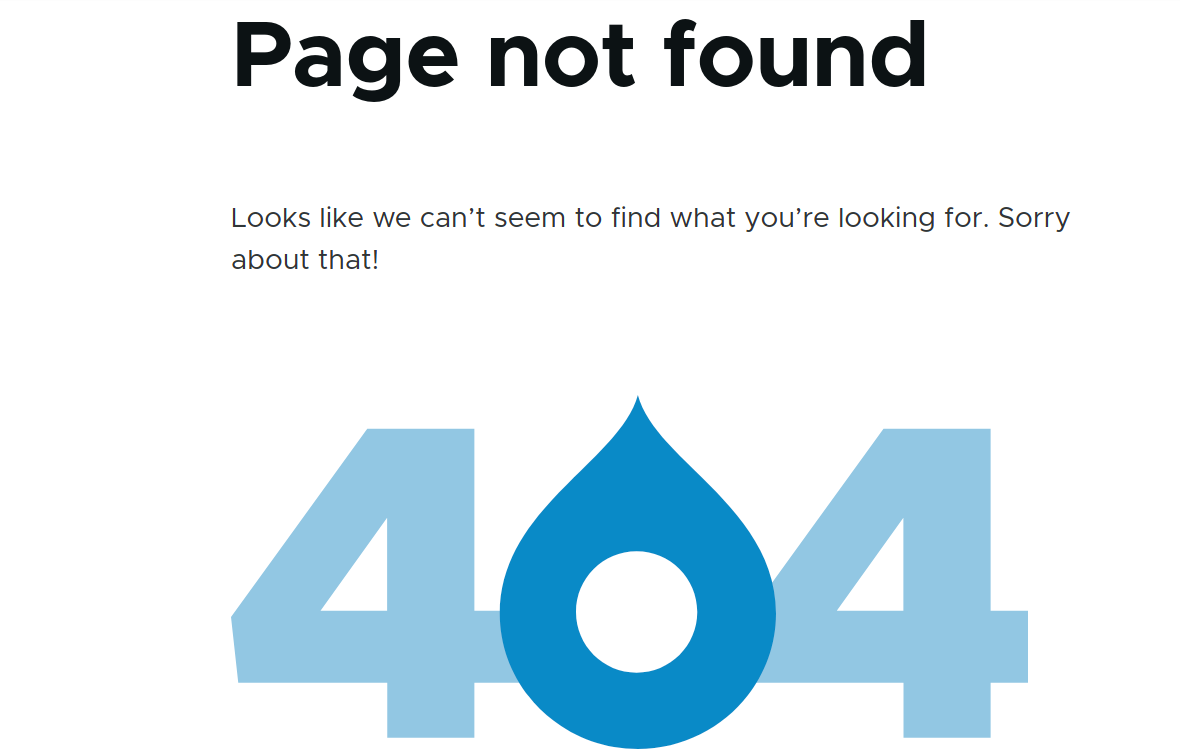 Page not found
Looks like we can’t seem to find what you’re looking for. Sorry
about that!
404